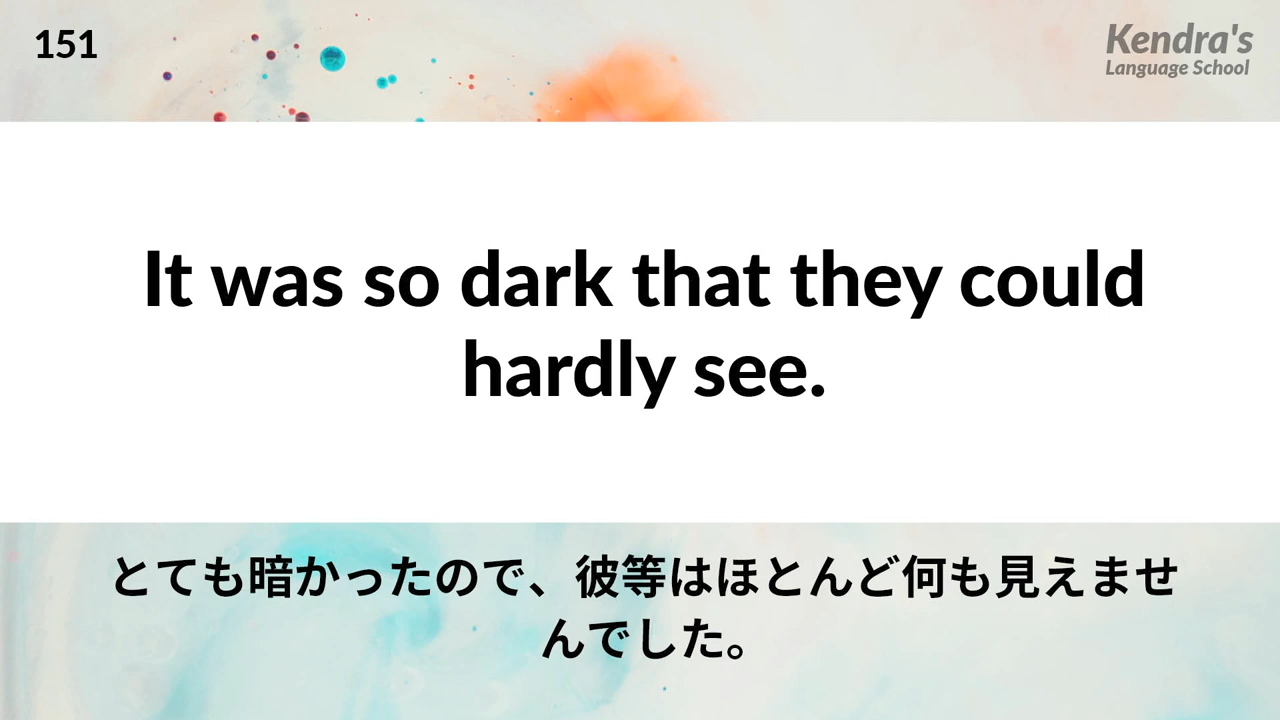 151
Kendra's
Language School
It was so dark that they could
hardly see.
とても暗かったので、彼等はほとんど何も見えませ
んでした。